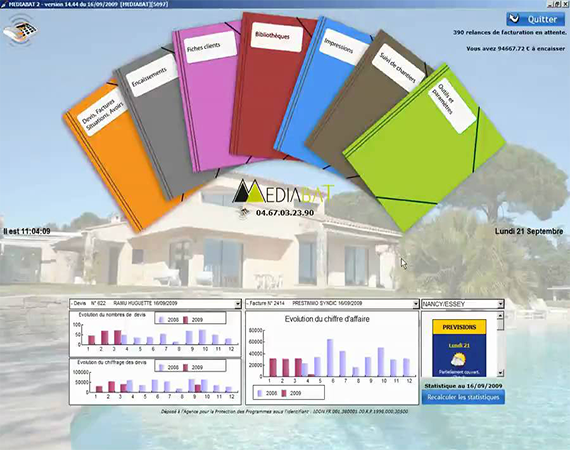 MEDIABAT 2 - version 14.44 du 16/09/2009 [MEDIABAT][5097]
Quitter
390 relances de facturation en attente.
Vous avez 94667.72 € à encaisser
Devis, Factures
Situations, Avoirs
Encaissements
Fiches clients
Bibliothèques
Impressions
Suivi de chantiers
Outils et
paramètres
MEDIABAT
04.67.03.23.90
Il est 11:04:09
Lundi 21 Septembre
- Devis N° 622 RAMU HUGUETTE 16/09/2009
- Facture N° 2414 PRESTIMMO SYNDIC 16/09/2009
NANCY/ESSEY
Evolution du nombres de devis
2008 2009
100
50
0
1 2 3 4 5 6 7 8 9 10 11 12
Evolution du chiffrage des devis
2008 2009
100000
50000
0
1 2 3 4 5 6 7 8 9 10 11 12
Evolution du chiffre d'affaire
80000
60000
40000
20000
0
1 2 3 4 5 6 7 8 9 10 11 12
2008 2009
PREVISIONS
Lundi 21
Partiellement couvert.
Statistique au 16/09/2009
Recalculer les statistiques
Déposé à l'Agence pour la Protection des Programmes sous l'identifiant :